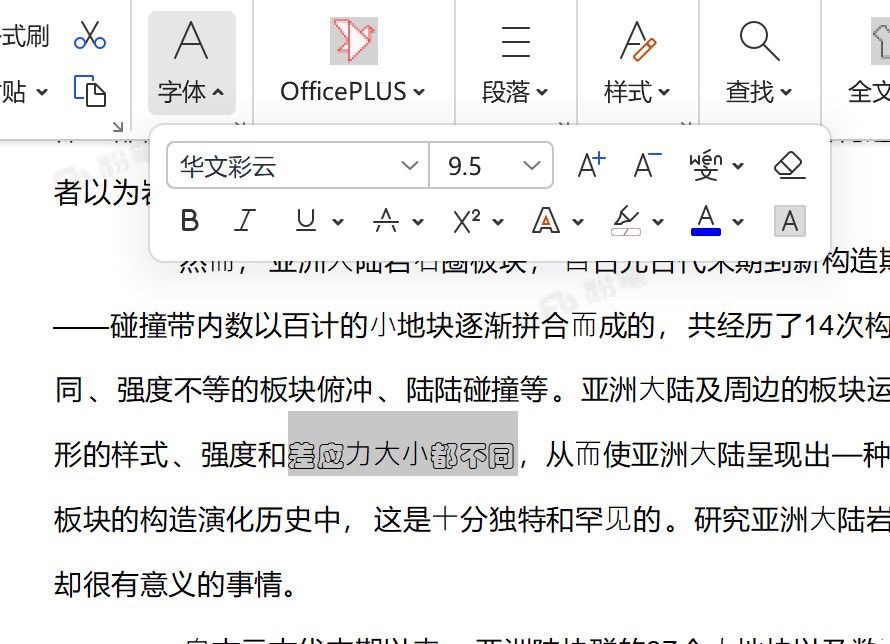 式刷
字体
OfficePLUS
段落
样式
查找
全文
贴
华文彩云
9.5
A+
A-
wén
变
B
I
U
X²
A
A
A
者以为岩
然而，亚洲大陆岩石圈板块，自古元古代末期到新构造期
——碰撞带内数以百计的小地块逐渐拼合而成的，共经历了14次构
同、强度不等的板块俯冲、陆陆碰撞等。亚洲大陆及周边的板块运
形的样式、强度和差应力大小都不同，从而使亚洲大陆呈现出一种
板块的构造演化历史中，这是十分独特和罕见的。研究亚洲大陆岩
却很有意义的事情。